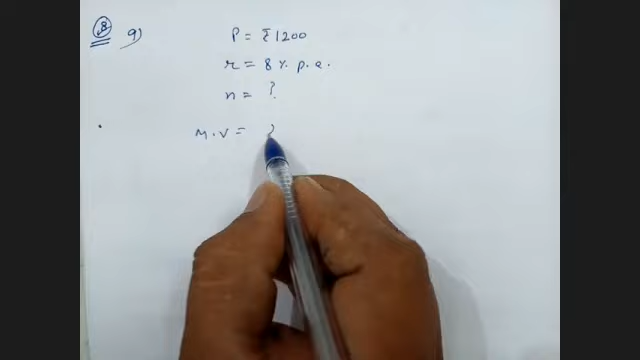 8 9)
P = ₹1200
r = 8 % p.a.
n = ?
M.V = ?